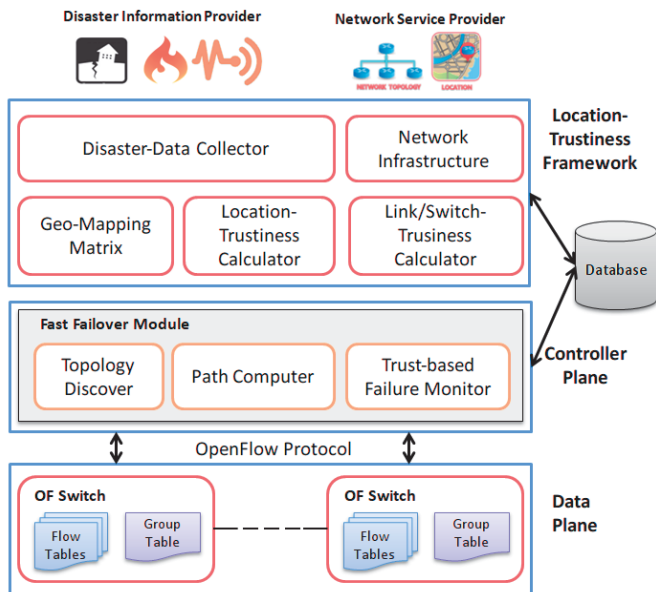 Disaster Information Provider
Network Service Provider
NETWORK TOPOLOGY
LOCATION
Location-
Trustiness
Framework
Disaster-Data Collector
Network
Infrastructure
Geo-Mapping
Matrix
Location-
Trustiness
Calculator
Link/Switch-
Trusiness
Calculator
Database
Fast Failover Module
Topology
Discover
Path Computer
Trust-based
Failure Monitor
Controller
Plane
OpenFlow Protocol
OF Switch
Flow
Tables
Group
Table
OF Switch
Flow
Tables
Group
Table
Data
Plane